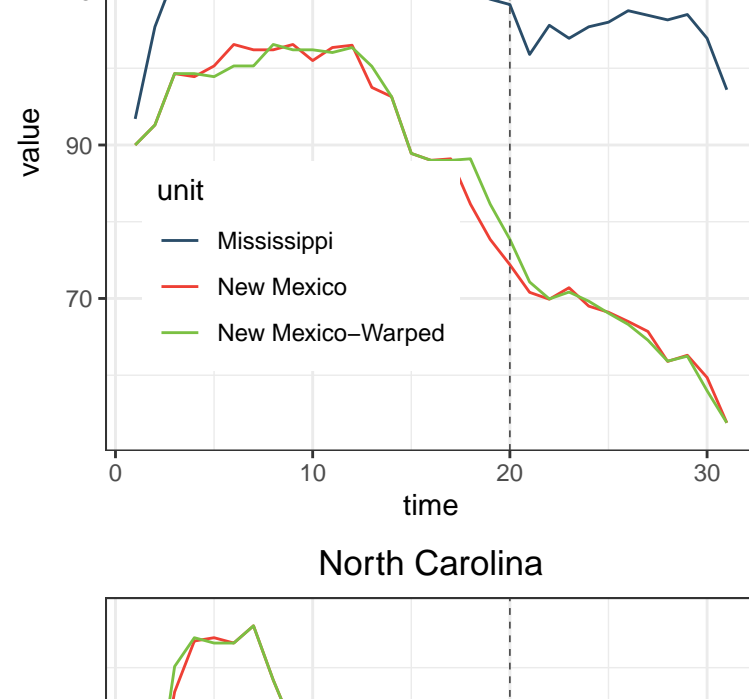 value
90
70
unit
Mississippi
New Mexico
New Mexico−Warped
0 10 20 30
time
North Carolina